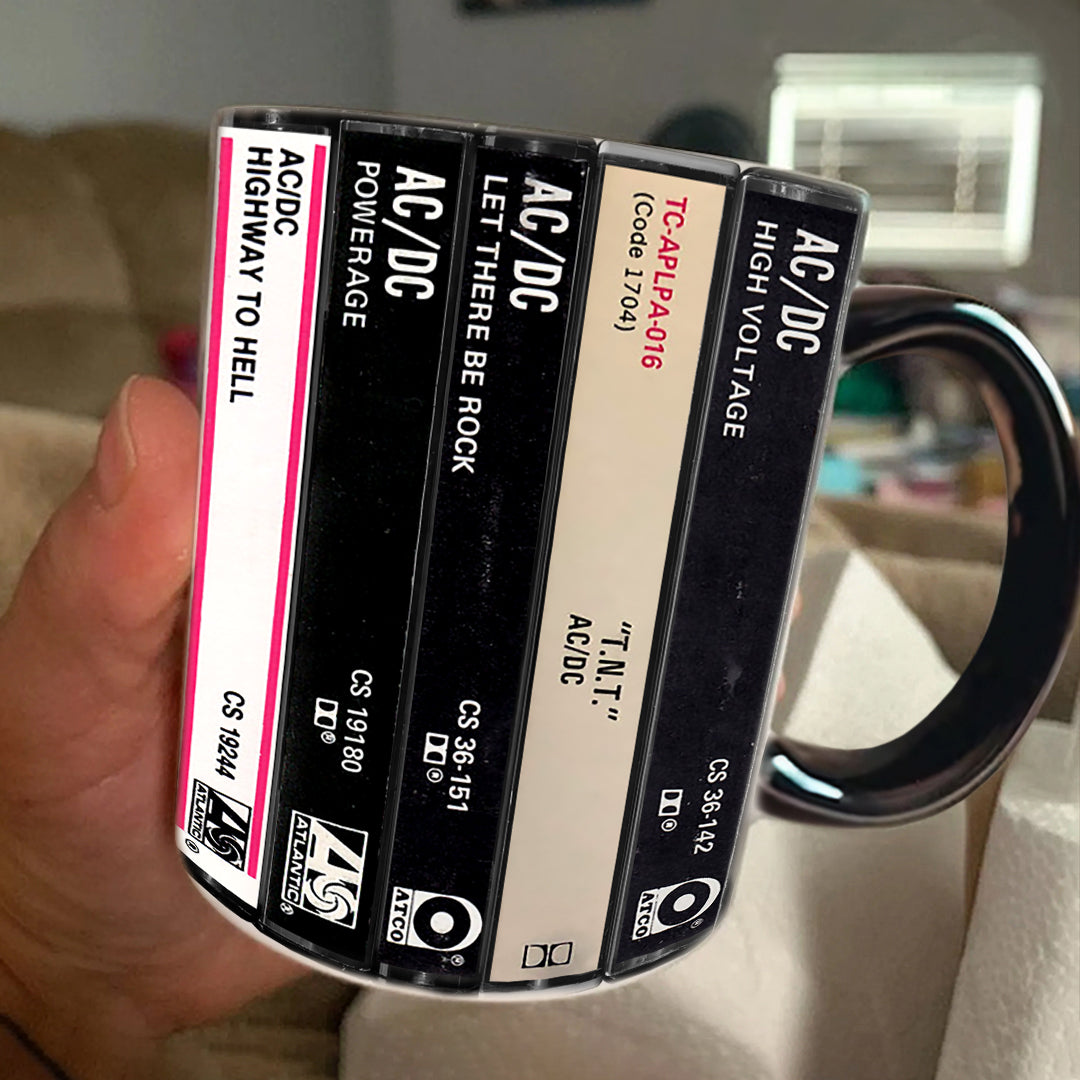 AC/DC
HIGHWAY TO HELL
CS 19244
ATLANTIC®
AC/DC
POWERAGE
CS 19180
®
ATLANTIC®
AC/DC
LET THERE BE ROCK
CS 36-151
®
ATCO®
TC-APLPA-016
(Code 1704)
"T.N.T."
AC/DC
AC/DC
HIGH VOLTAGE
CS 36-142
®
ATCO®